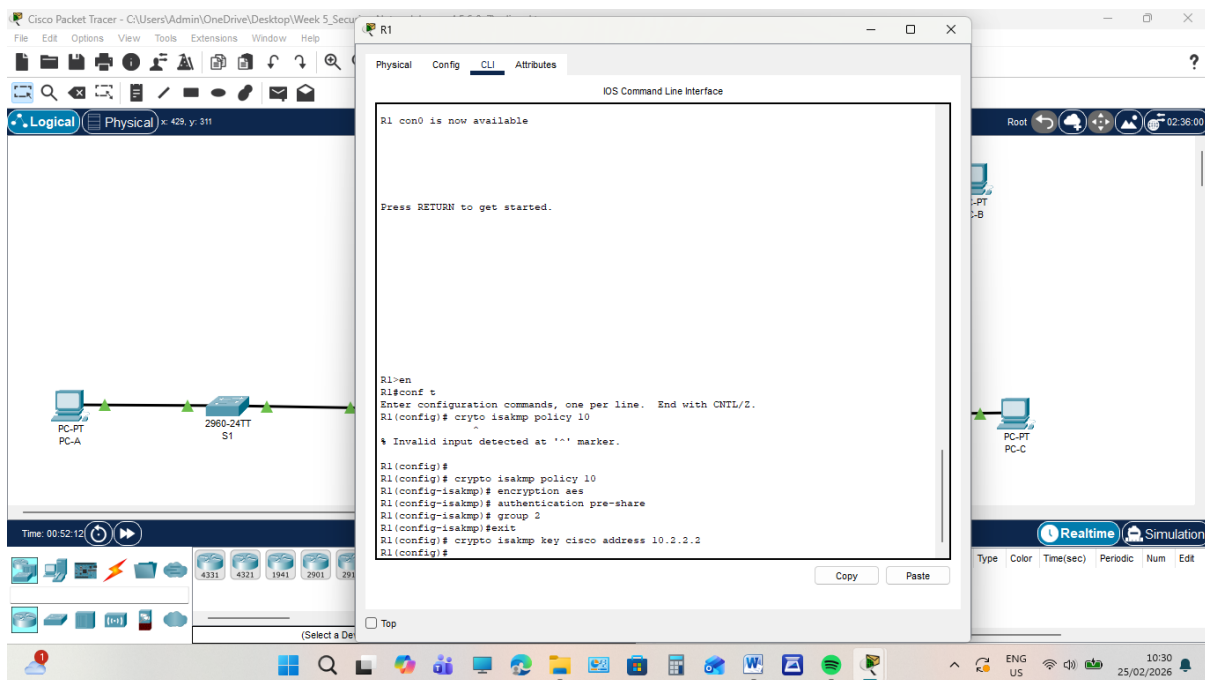 Cisco Packet Tracer - C:\Users\Admin\OneDrive\Desktop\Week 5_Secu
R1
File Edit Options View Tools Extensions Window Help
?
Physical Config CLI Attributes
IOS Command Line Interface
Logical Physical x: 429, y: 311
Root 02:36:00
R1 con0 is now available
Press RETURN to get started.
R1>en
R1#conf t
Enter configuration commands, one per line. End with CNTL/Z.
R1(config)# cryto isakmp policy 10
^
% Invalid input detected at '^' marker.
R1(config)#
R1(config)# crypto isakmp policy 10
R1(config-isakmp)# encryption aes
R1(config-isakmp)# authentication pre-share
R1(config-isakmp)# group 2
R1(config-isakmp)#exit
R1(config)# crypto isakmp key cisco address 10.2.2.2
R1(config)#
Copy Paste
Top
PC-PT
PC-A
2960-24TT
S1
-PT
-B
PC-PT
PC-C
Time: 00:52:12
Realtime Simulation
4331 4321 1941 2901 291
Type Color Time(sec) Periodic Num Edit
(Select a De
1
ENG
US
10:30
25/02/2026